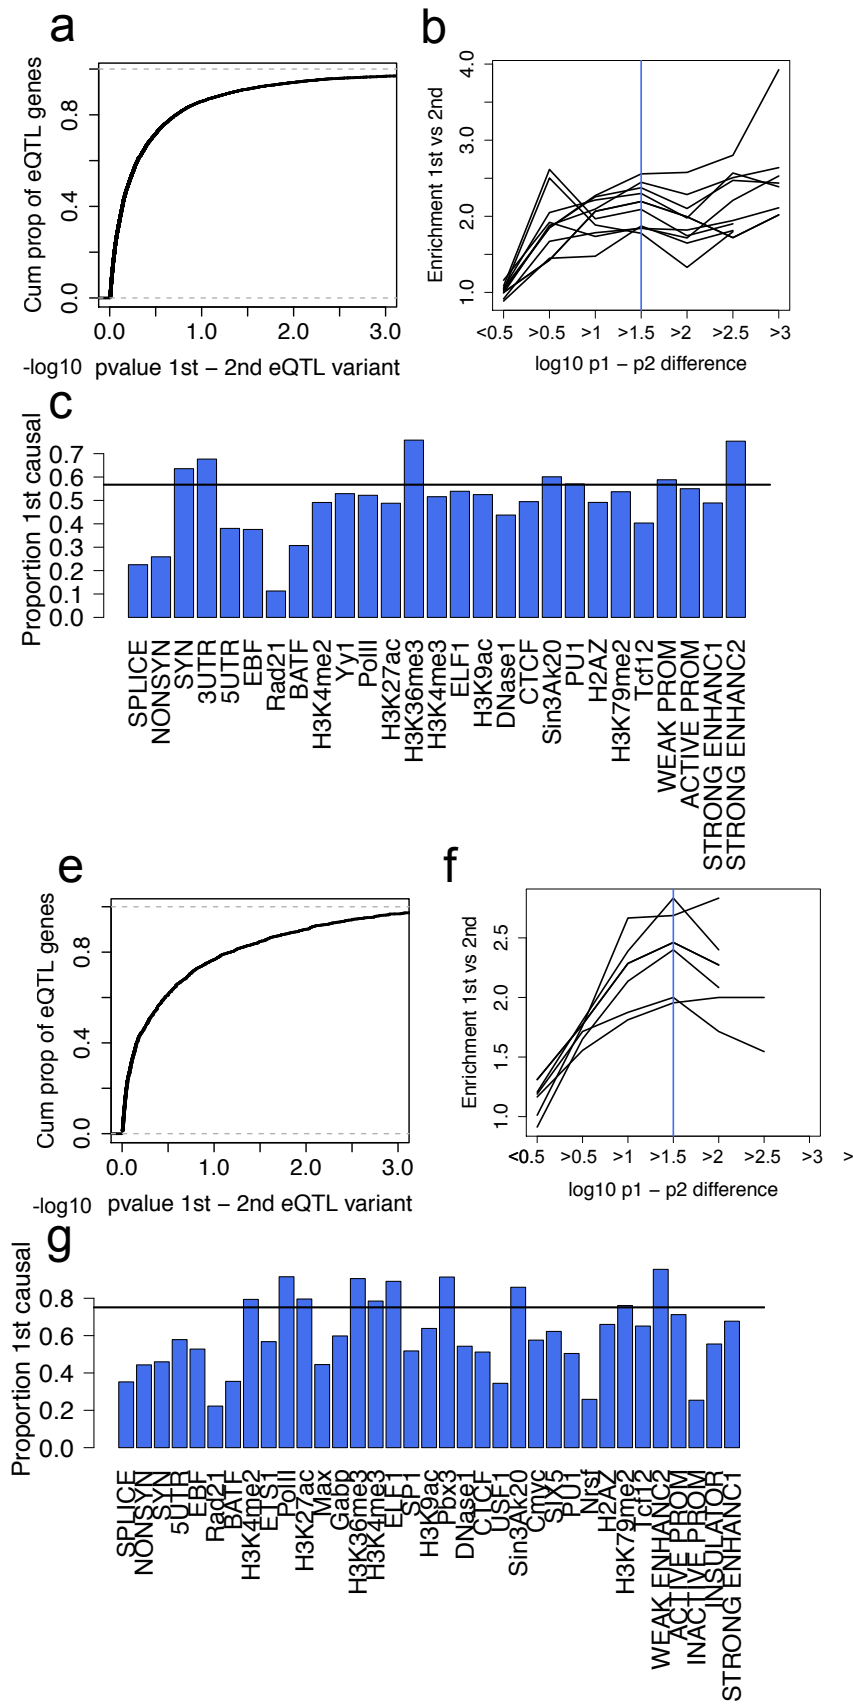 a
Cum prop of eQTL genes
0.0 0.4 0.8
0.0 1.0 2.0 3.0
-log10 pvalue 1st − 2nd eQTL variant
b
Enrichment 1st vs 2nd
1.0 2.0 3.0 4.0
<0.5 >0.5 >1 >1.5 >2 >2.5 >3
log10 p1 − p2 difference
c
Proportion 1st causal
0.0 0.1 0.2 0.3 0.4 0.5 0.6 0.7
SPLICE
NONSYN
SYN
3UTR
5UTR
EBF
Rad21
BATF
H3K4me2
Yy1
PolII
H3K27ac
H3K36me3
H3K4me3
ELF1
H3K9ac
DNase1
CTCF
Sin3Ak20
PU1
H2AZ
H3K79me2
Tcf12
WEAK PROM
ACTIVE PROM
STRONG ENHANC1
STRONG ENHANC2
e
Cum prop of eQTL genes
0.0 0.4 0.8
0.0 1.0 2.0 3.0
-log10 pvalue 1st − 2nd eQTL variant
f
Enrichment 1st vs 2nd
1.0 1.5 2.0 2.5
<0.5 >0.5 >1 >1.5 >2 >2.5 >3 >
log10 p1 − p2 difference
g
Proportion 1st causal
0.0 0.2 0.4 0.6 0.8
SPLICE
NONSYN
SYN
5UTR
EBF
Rad21
BATF
H3K4me2
ETS1
PolII
H3K27ac
Max
Gabp
H3K36me3
H3K4me3
ELF1
SP1
H3K9ac
Pbx3
DNase1
CTCF
USF1
Sin3Ak20
Cmyc
SIX5
PU1
Nrsf
H2AZ
H3K79me2
Tcf12
WEAK ENHANC2
ACTIVE PROM
INACTIVE PROM
INSULATOR
STRONG ENHANC1